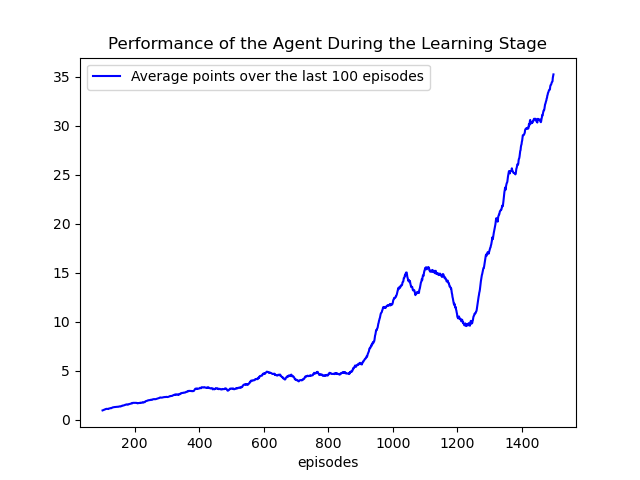 Performance of the Agent During the Learning Stage
Average points over the last 100 episodes
35
30
25
20
15
10
5
0
200 400 600 800 1000 1200 1400
episodes